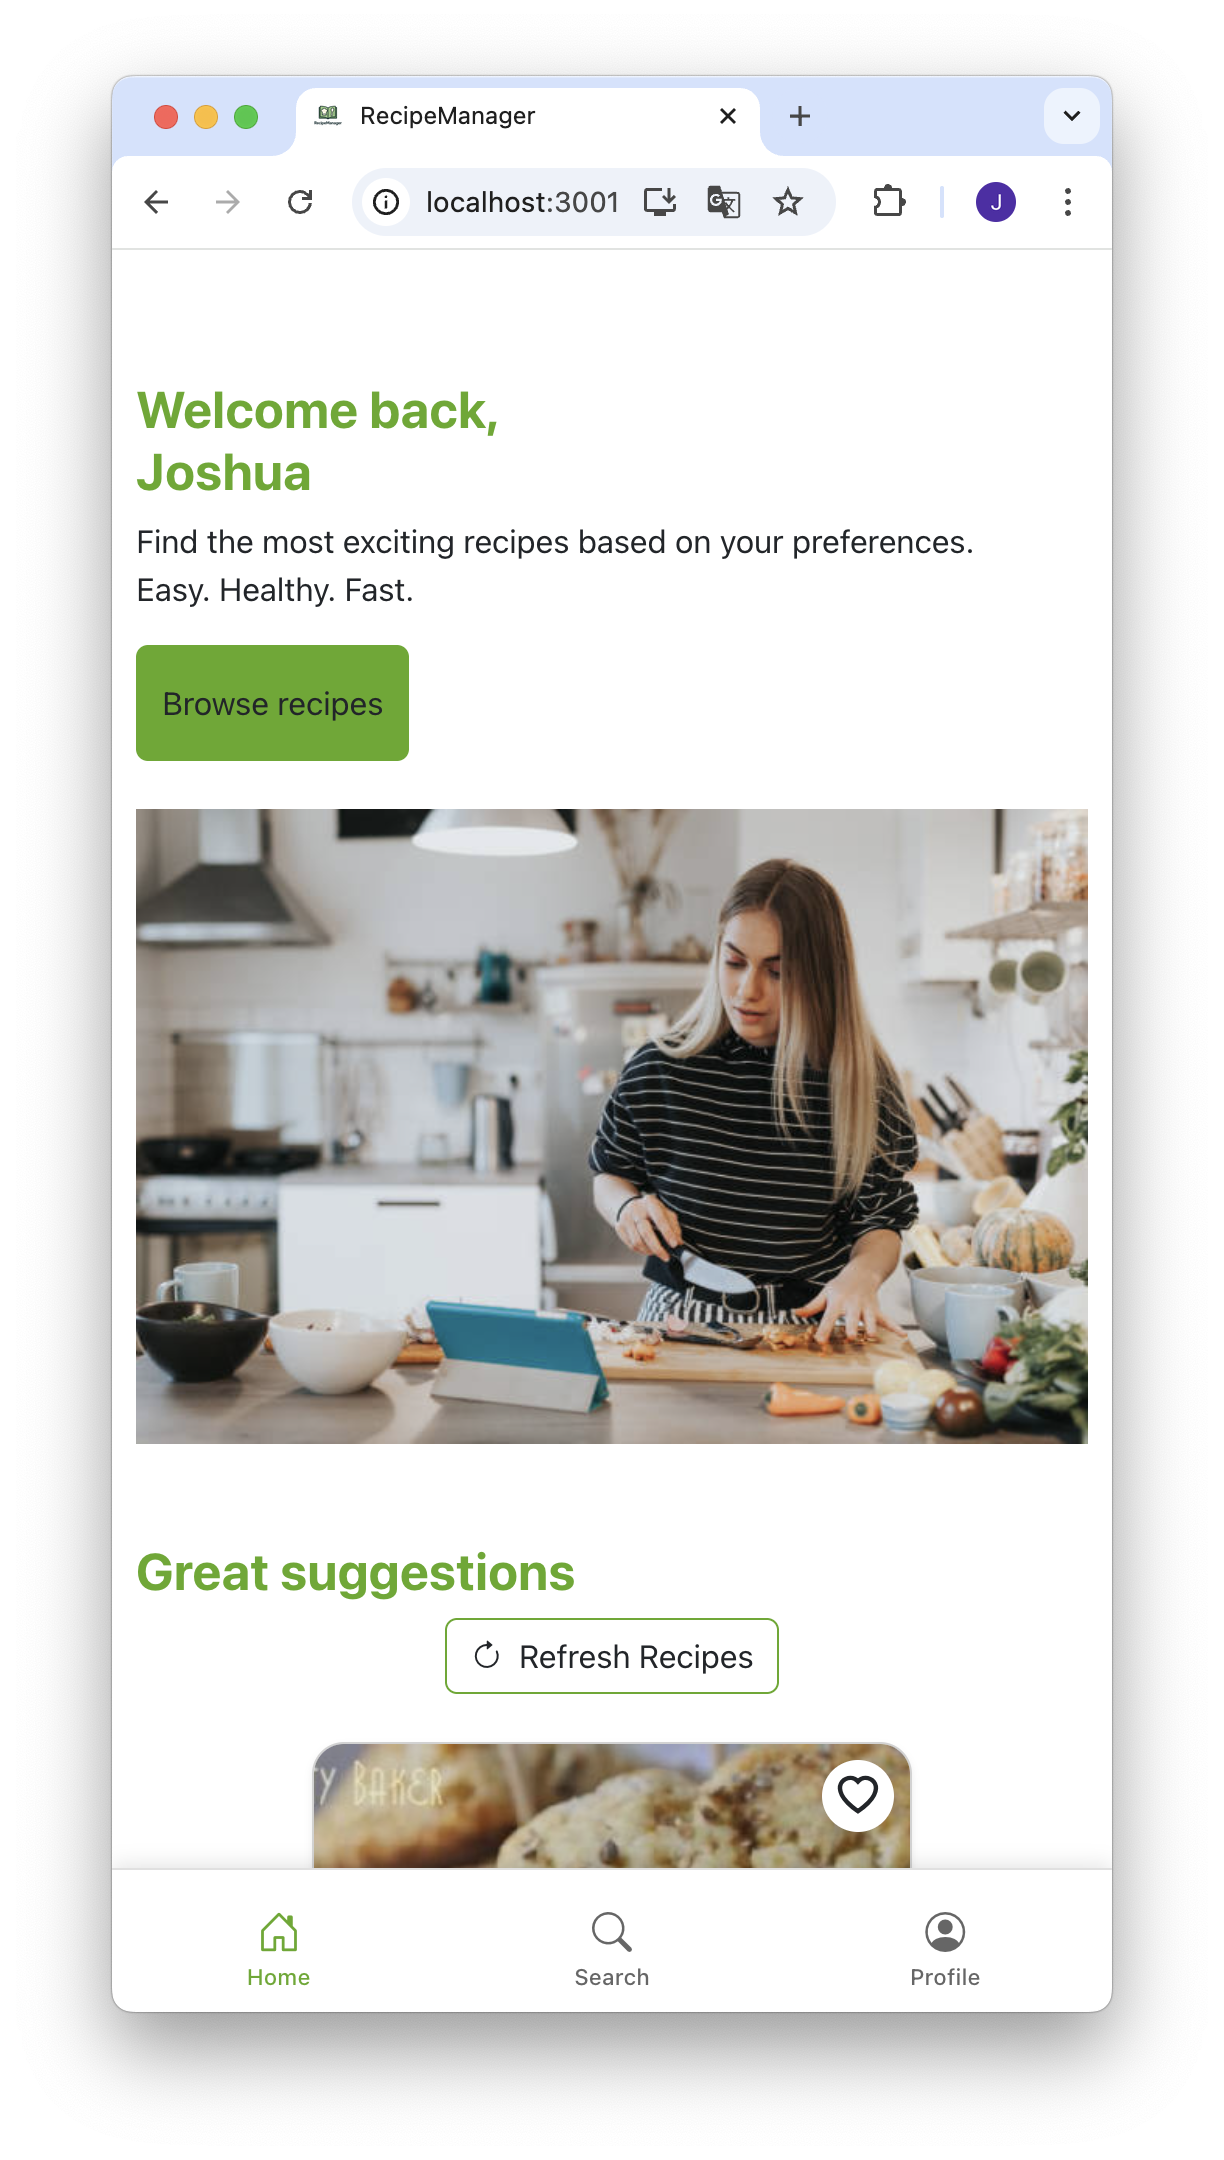 RecipeManager
localhost:3001
J
Welcome back,
Joshua
Find the most exciting recipes based on your preferences.
Easy. Healthy. Fast.
Browse recipes
Great suggestions
Refresh Recipes
Y BAKER
Home
Search
Profile